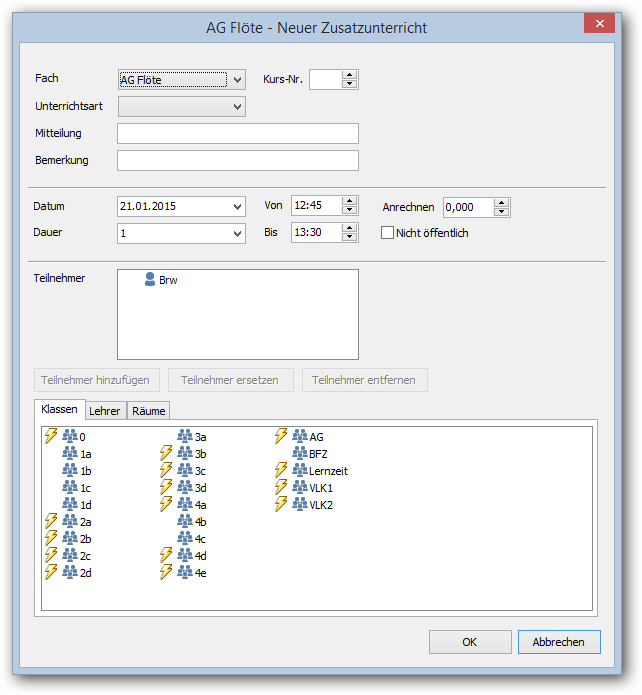 AG Flöte - Neuer Zusatzunterricht
Fach AG Flöte Kurs-Nr.
Unterrichtsart
Mitteilung
Bemerkung
Datum 21.01.2015 Von 12:45 Anrechnen 0,000
Dauer 1 Bis 13:30 Nicht öffentlich
Teilnehmer Brw
Teilnehmer hinzufügen Teilnehmer ersetzen Teilnehmer entfernen
Klassen Lehrer Räume
0 3a AG
1a 3b BFZ
1b 3c Lernzeit
1c 3d VLK1
1d 4a VLK2
2a 4b
2b 4c
2c 4d
2d 4e
OK Abbrechen